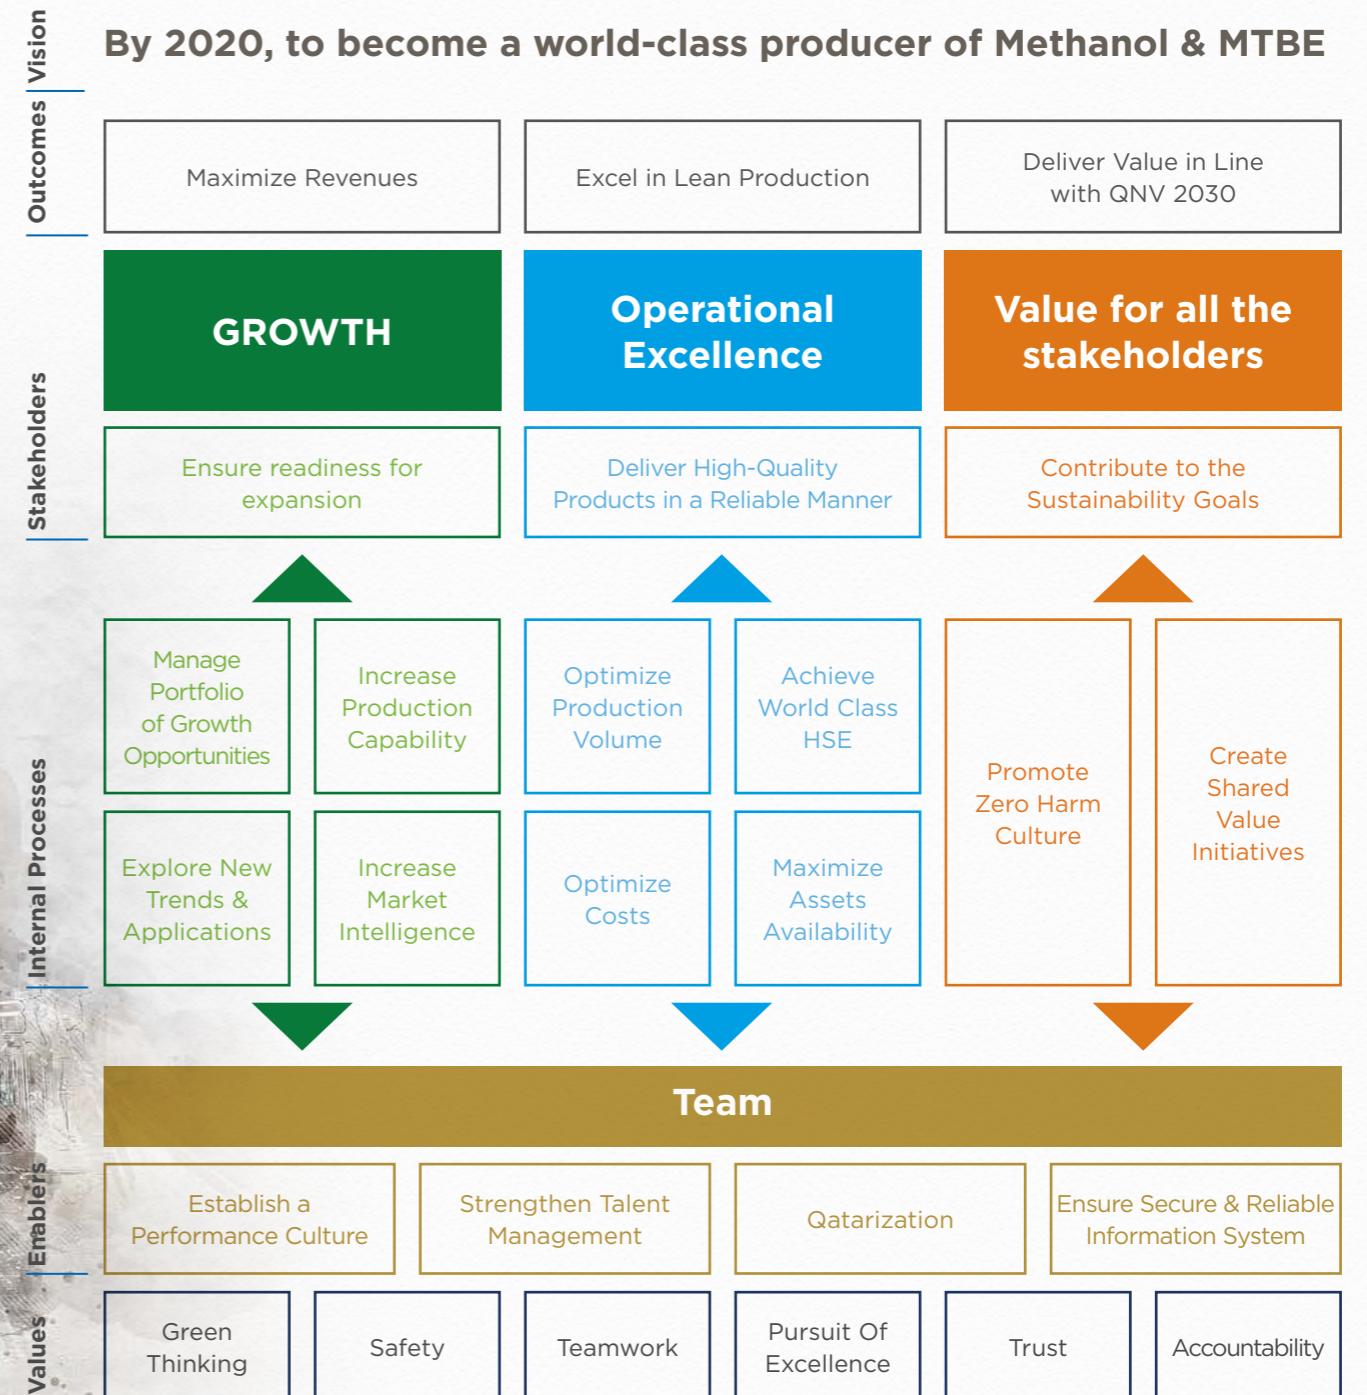 Vision
By 2020, to become a world-class producer of Methanol & MTBE
Outcomes
Maximize Revenues
Excel in Lean Production
Deliver Value in Line
with QNV 2030
Stakeholders
GROWTH
Operational
Excellence
Value for all the
stakeholders
Ensure readiness for
expansion
Deliver High-Quality
Products in a Reliable Manner
Contribute to the
Sustainability Goals
Internal Processes
Manage
Portfolio
of Growth
Opportunities
Increase
Production
Capability
Optimize
Production
Volume
Achieve
World Class
HSE
Promote
Zero Harm
Culture
Create
Shared
Value
Initiatives
Explore New
Trends &
Applications
Increase
Market
Intelligence
Optimize
Costs
Maximize
Assets
Availability
Team
Enablers
Establish a
Performance Culture
Strengthen Talent
Management
Qatarization
Ensure Secure & Reliable
Information System
Values
Green
Thinking
Safety
Teamwork
Pursuit Of
Excellence
Trust
Accountability